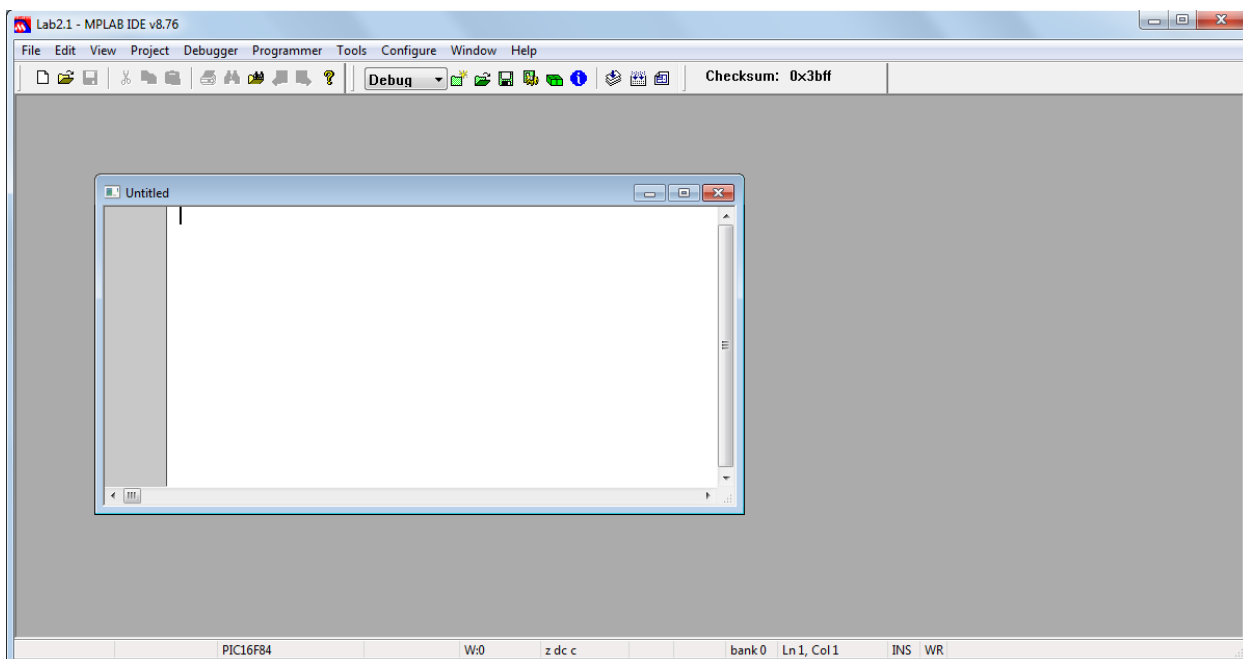 Lab2.1 - MPLAB IDE v8.76
File Edit View Project Debugger Programmer Tools Configure Window Help
Debug Checksum: 0x3bff
Untitled
PIC16F84 W:0 z dc c bank 0 Ln 1, Col 1 INS WR